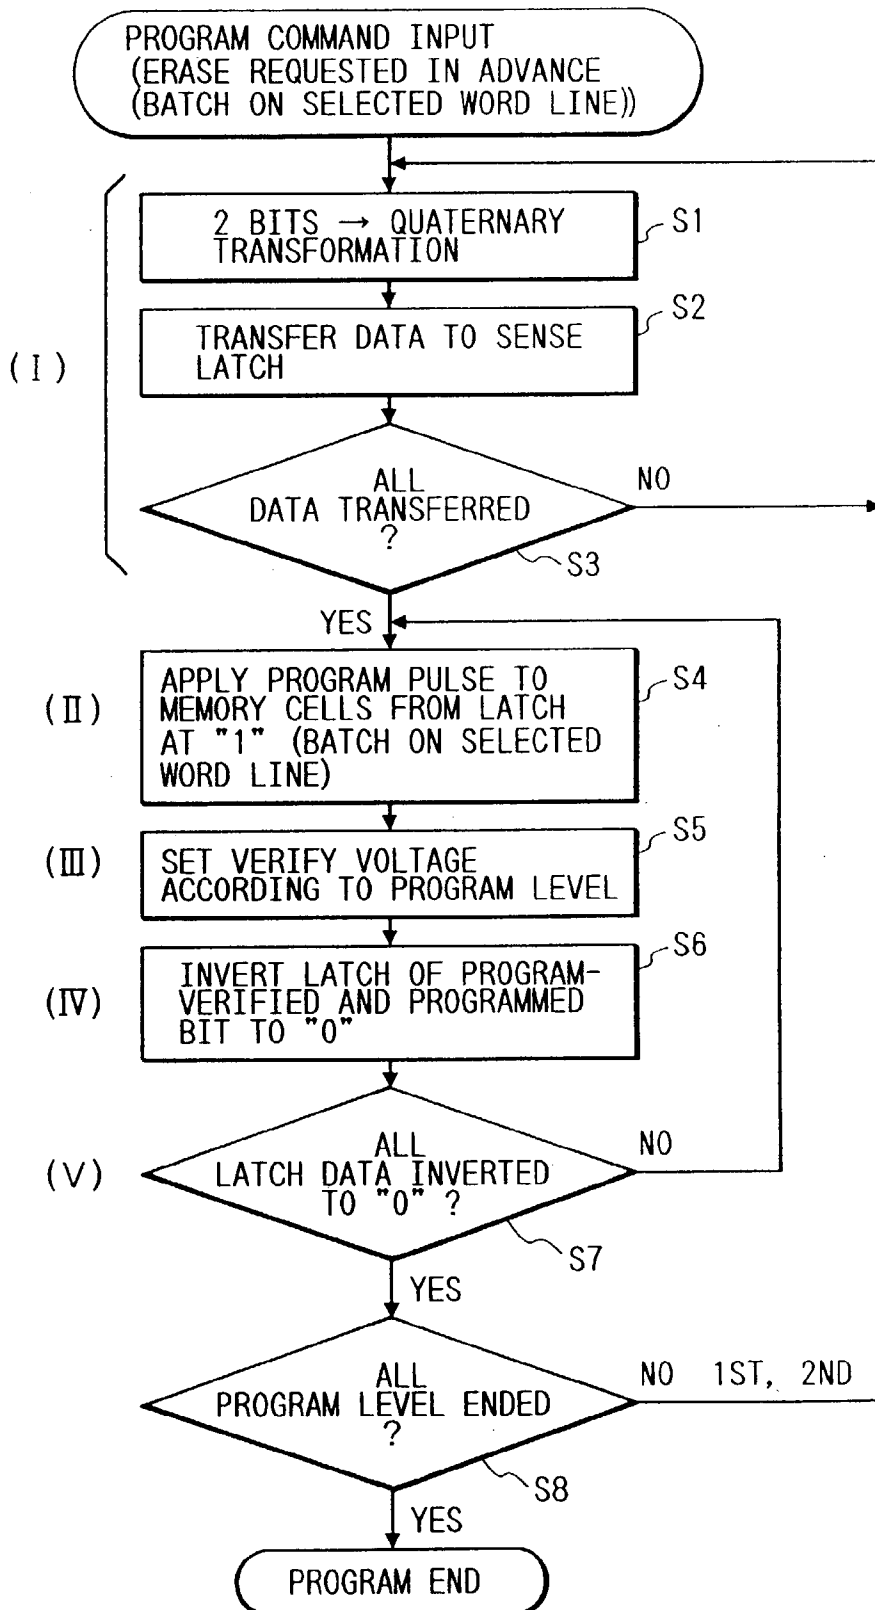 PROGRAM COMMAND INPUT
(ERASE REQUESTED IN ADVANCE
(BATCH ON SELECTED WORD LINE))
(I)
2 BITS → QUATERNARY
TRANSFORMATION
S1
TRANSFER DATA TO SENSE
LATCH
S2
ALL
DATA TRANSFERRED
?
NO
S3
YES
(II)
APPLY PROGRAM PULSE TO
MEMORY CELLS FROM LATCH
AT "1" (BATCH ON SELECTED
WORD LINE)
S4
(III)
SET VERIFY VOLTAGE
ACCORDING TO PROGRAM LEVEL
S5
(IV)
INVERT LATCH OF PROGRAM-
VERIFIED AND PROGRAMMED
BIT TO "0"
S6
(V)
ALL
LATCH DATA INVERTED
TO "0" ?
NO
S7
YES
ALL
PROGRAM LEVEL ENDED
?
NO 1ST, 2ND
S8
YES
PROGRAM END